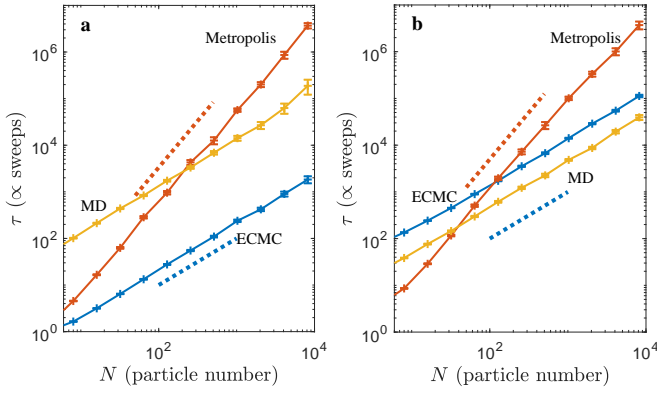 a
Metropolis
MD
ECMC
10^6
10^4
10^2
10^0
10^2
10^4
τ (∝ sweeps)
N (particle number)
b
Metropolis
ECMC
MD
10^6
10^4
10^2
10^0
10^2
10^4
τ (∝ sweeps)
N (particle number)